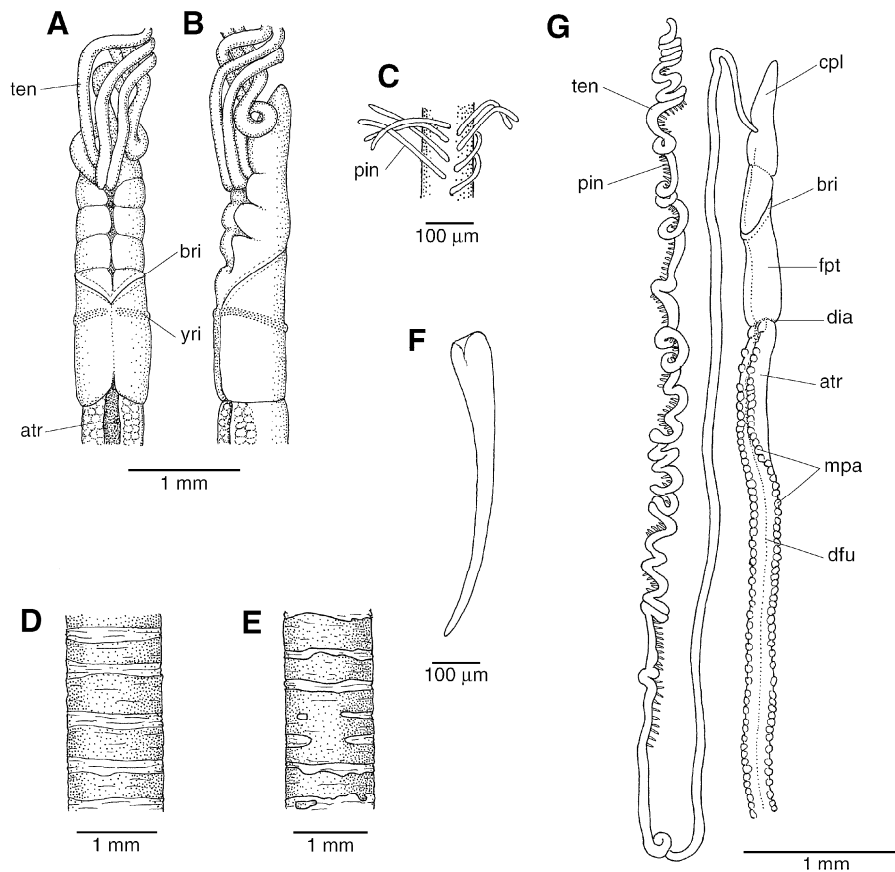 A
B
ten
bri
yri
atr
1 mm
C
pin
100 µm
F
100 µm
D
1 mm
E
1 mm
G
ten
pin
cpl
bri
fpt
dia
atr
mpa
dfu
1 mm